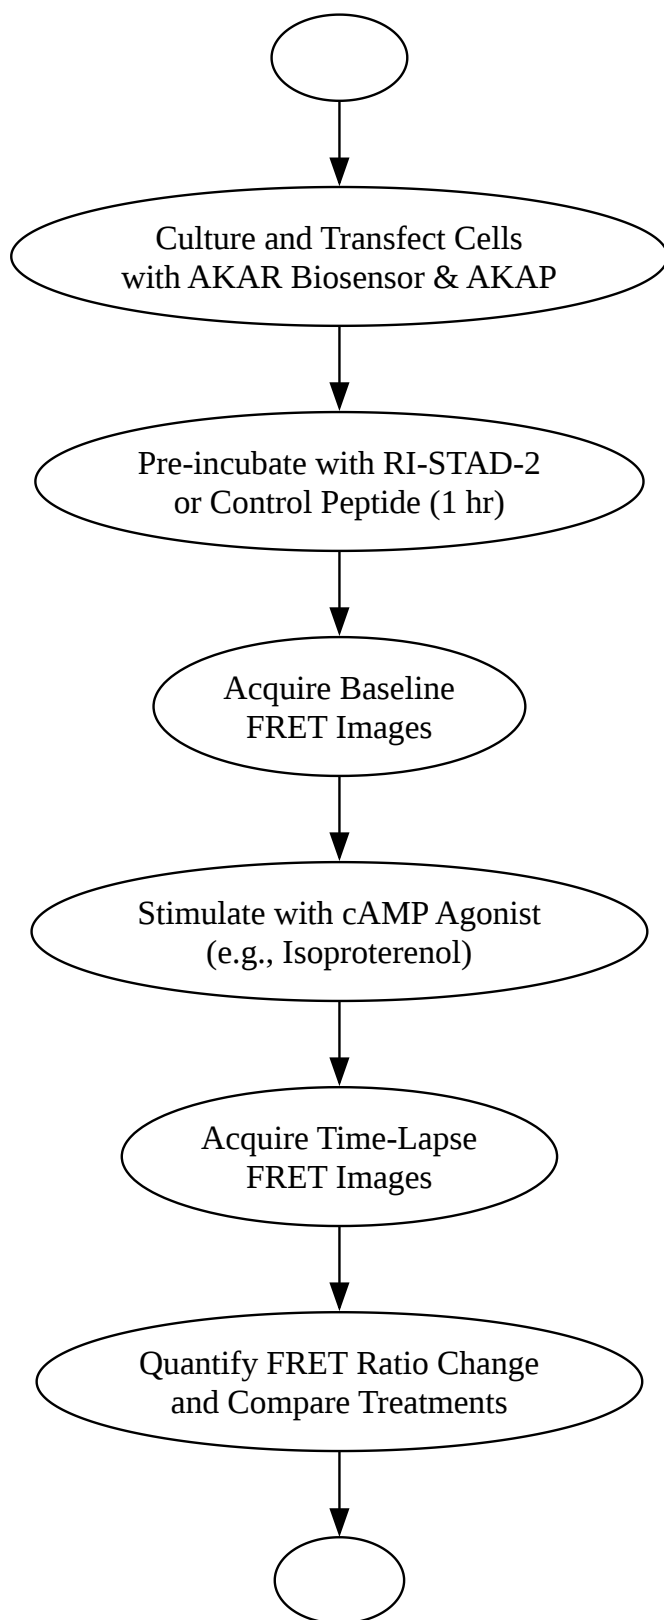 Culture and Transfect Cells
with AKAR Biosensor & AKAP
Pre-incubate with RI-STAD-2
or Control Peptide (1 hr)
Acquire Baseline
FRET Images
Stimulate with cAMP Agonist
(e.g., Isoproterenol)
Acquire Time-Lapse
FRET Images
Quantify FRET Ratio Change
and Compare Treatments